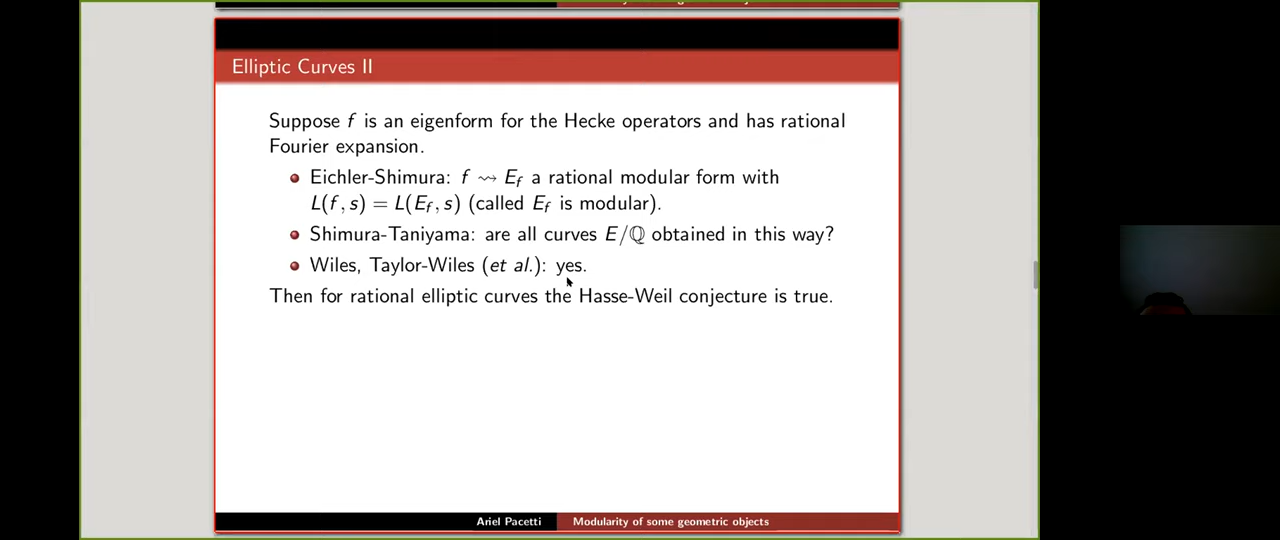 Elliptic Curves II
Suppose f is an eigenform for the Hecke operators and has rational
Fourier expansion.
Eichler-Shimura: f ⇝ E_f a rational modular form with
L(f, s) = L(E_f, s) (called E_f is modular).
Shimura-Taniyama: are all curves E/ℚ obtained in this way?
Wiles, Taylor-Wiles (et al.): yes.
Then for rational elliptic curves the Hasse-Weil conjecture is true.
Ariel Pacetti
Modularity of some geometric objects